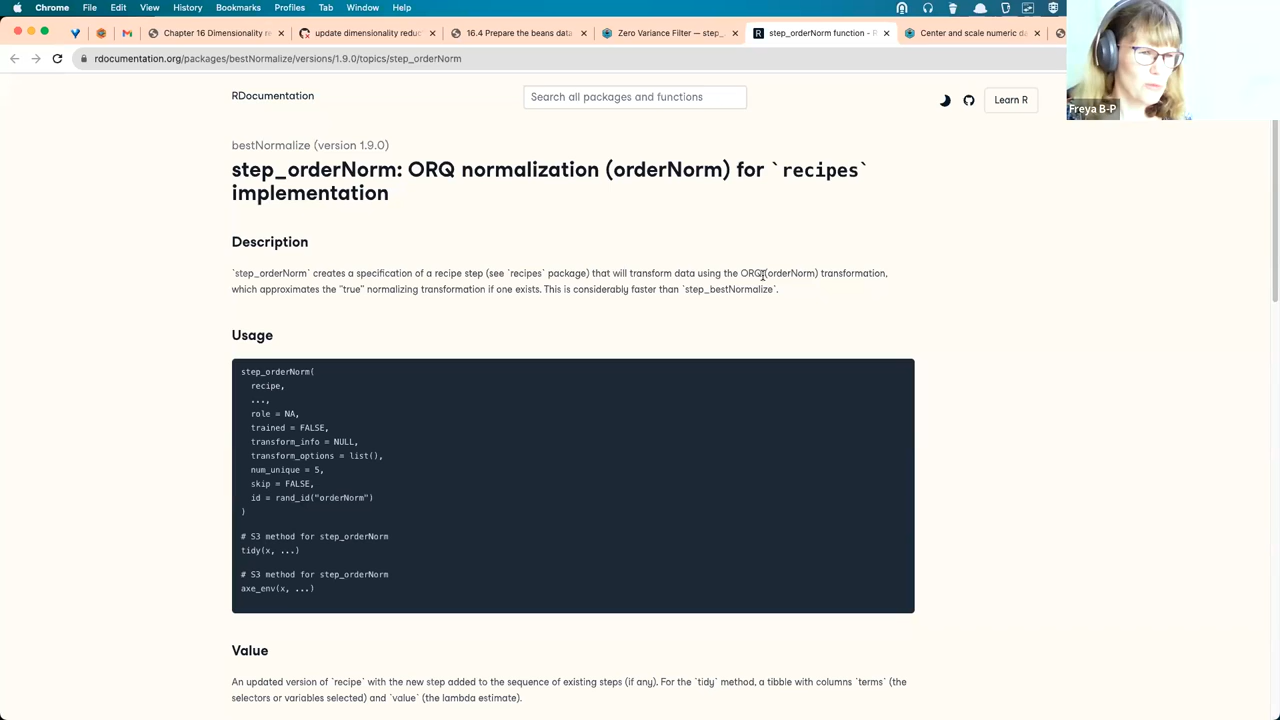 Chrome File Edit View History Bookmarks Profiles Tab Window Help
Chapter 16 Dimensionality re
update dimensionality reduc
16.4 Prepare the beans data
Zero Variance Filter — step_
step_orderNorm function - R
Center and scale numeric da
rdocumentation.org/packages/bestNormalize/versions/1.9.0/topics/step_orderNorm
Freya B-P
RDocumentation
Search all packages and functions
Learn R
bestNormalize (version 1.9.0)
step_orderNorm: ORQ normalization (orderNorm) for `recipes`
implementation
Description
`step_orderNorm` creates a specification of a recipe step (see `recipes` package) that will transform data using the ORQ (orderNorm) transformation,
which approximates the "true" normalizing transformation if one exists. This is considerably faster than `step_bestNormalize`.
Usage
step_orderNorm(
recipe,
...,
role = NA,
trained = FALSE,
transform_info = NULL,
transform_options = list(),
num_unique = 5,
skip = FALSE,
id = rand_id("orderNorm")
)
# S3 method for step_orderNorm
tidy(x, ...)
# S3 method for step_orderNorm
axe_env(x, ...)
Value
An updated version of `recipe` with the new step added to the sequence of existing steps (if any). For the `tidy` method, a tibble with columns `terms` (the
selectors or variables selected) and `value` (the lambda estimate).